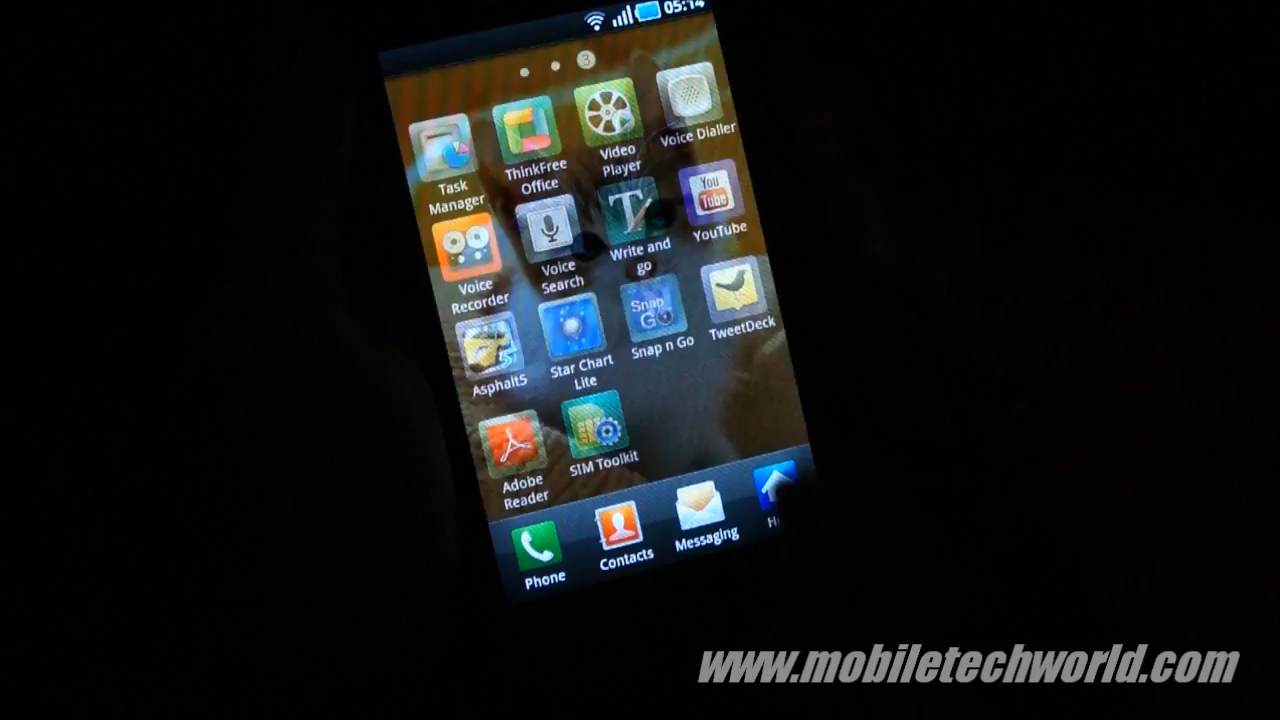 05:14
3
Task
Manager
ThinkFree
Office
Video
Player
Voice Dialler
Voice
Recorder
Voice
Search
Write and
go
You
Tube
YouTube
Asphalt5
Star Chart
Lite
Snap
Go
Snap n Go
TweetDeck
Adobe
Reader
SIM Toolkit
Phone
Contacts
Messaging
H
www.mobiletechworld.com